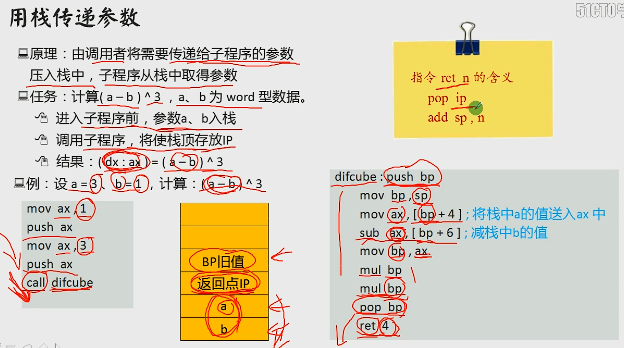 用栈传递参数
51CTO学
原理：由调用者将需要传递给子程序的参数
压入栈中，子程序从栈中取得参数
任务：计算( a – b ) ^ 3 ，a、b 为 word 型数据。
进入子程序前，参数a、b入栈
调用子程序，将使栈顶存放IP
结果：( dx : ax ) = ( a – b ) ^ 3
例：设 a = 3、b = 1，计算：( a – b ) ^ 3
指令 ret n 的含义
pop ip
add sp , n
mov ax , 1
push ax
mov ax , 3
push ax
call difcube
BP旧值
返回点IP
a
b
difcube : push bp
mov bp , sp
mov ax , [ bp + 4 ] ; 将栈中a的值送入ax 中
sub ax , [ bp + 6 ] ; 减栈中b的值
mov bp , ax
mul bp
mul bp
pop bp
ret 4